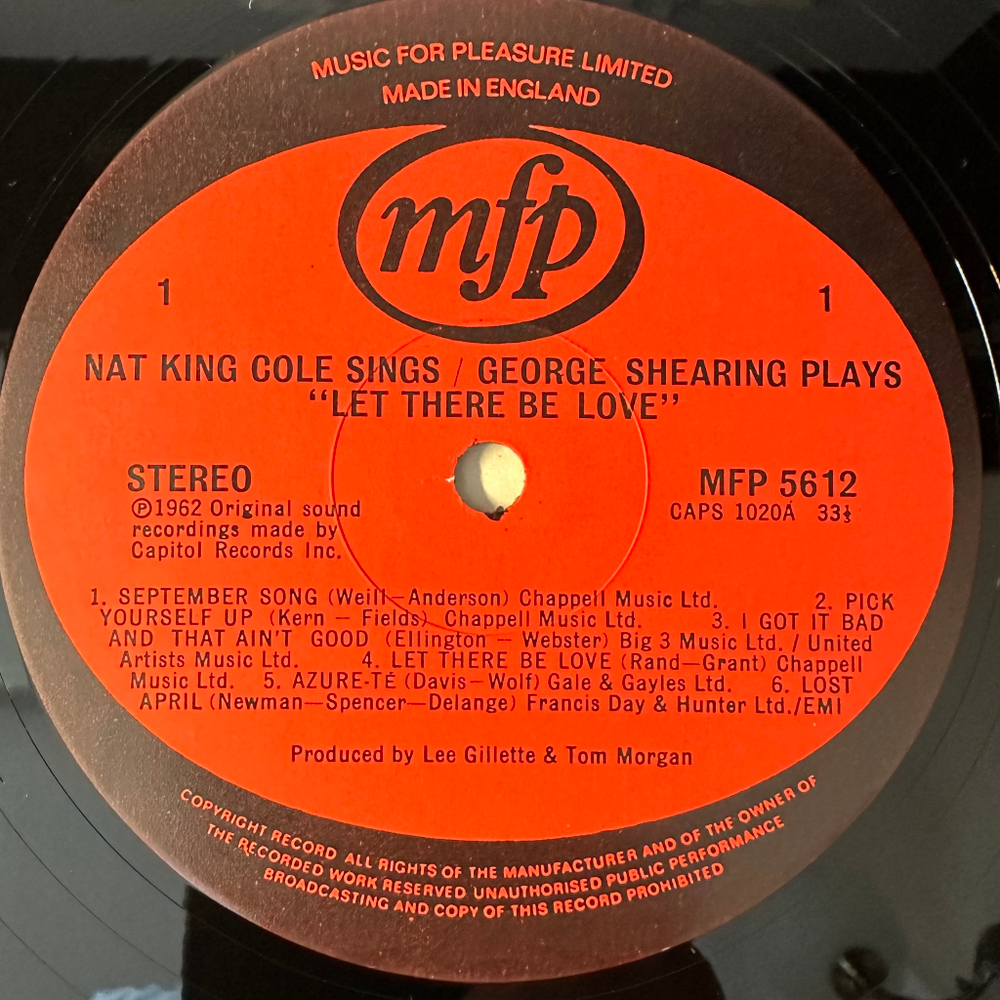 MUSIC FOR PLEASURE LIMITED
MADE IN ENGLAND
mfp
1
1
NAT KING COLE SINGS / GEORGE SHEARING PLAYS
“LET THERE BE LOVE”
STEREO
MFP 5612
℗1962 Original sound
recordings made by
Capitol Records Inc.
CAPS 1020A 33⅓
1. SEPTEMBER SONG (Weill—Anderson) Chappell Music Ltd. 2. PICK
YOURSELF UP (Kern — Fields) Chappell Music Ltd. 3. I GOT IT BAD
AND THAT AIN'T GOOD (Ellington — Webster) Big 3 Music Ltd. / United
Artists Music Ltd. 4. LET THERE BE LOVE (Rand—Grant) Chappell
Music Ltd. 5. AZURE-TÉ (Davis—Wolf) Gale & Gayles Ltd. 6. LOST
APRIL (Newman—Spencer—Delange) Francis Day & Hunter Ltd./EMI
Produced by Lee Gillette & Tom Morgan
COPYRIGHT RECORD ALL RIGHTS OF THE MANUFACTURER AND OF THE OWNER OF
THE RECORDED WORK RESERVED UNAUTHORISED PUBLIC PERFORMANCE
BROADCASTING AND COPY OF THIS RECORD PROHIBITED